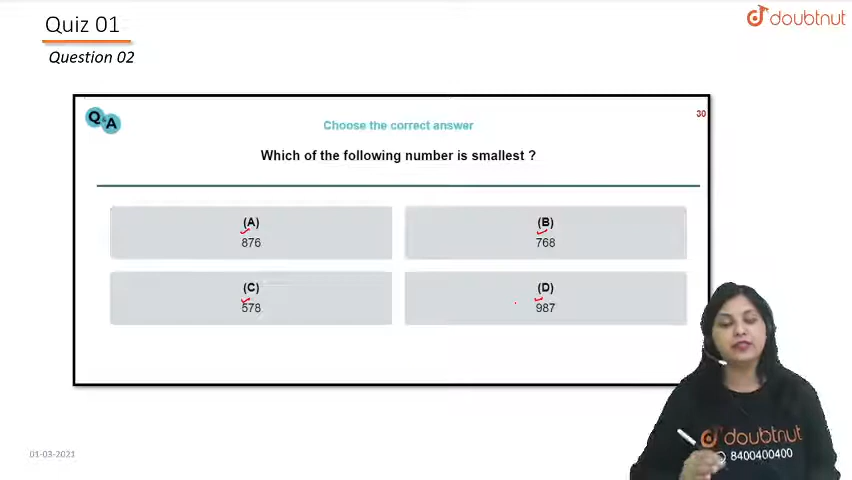 Quiz 01
doubtnut
Question 02
Q&A
30
Choose the correct answer
Which of the following number is smallest ?
(A)
876
(B)
768
(C)
578
(D)
987
doubtnut
8400400400
01-03-2021